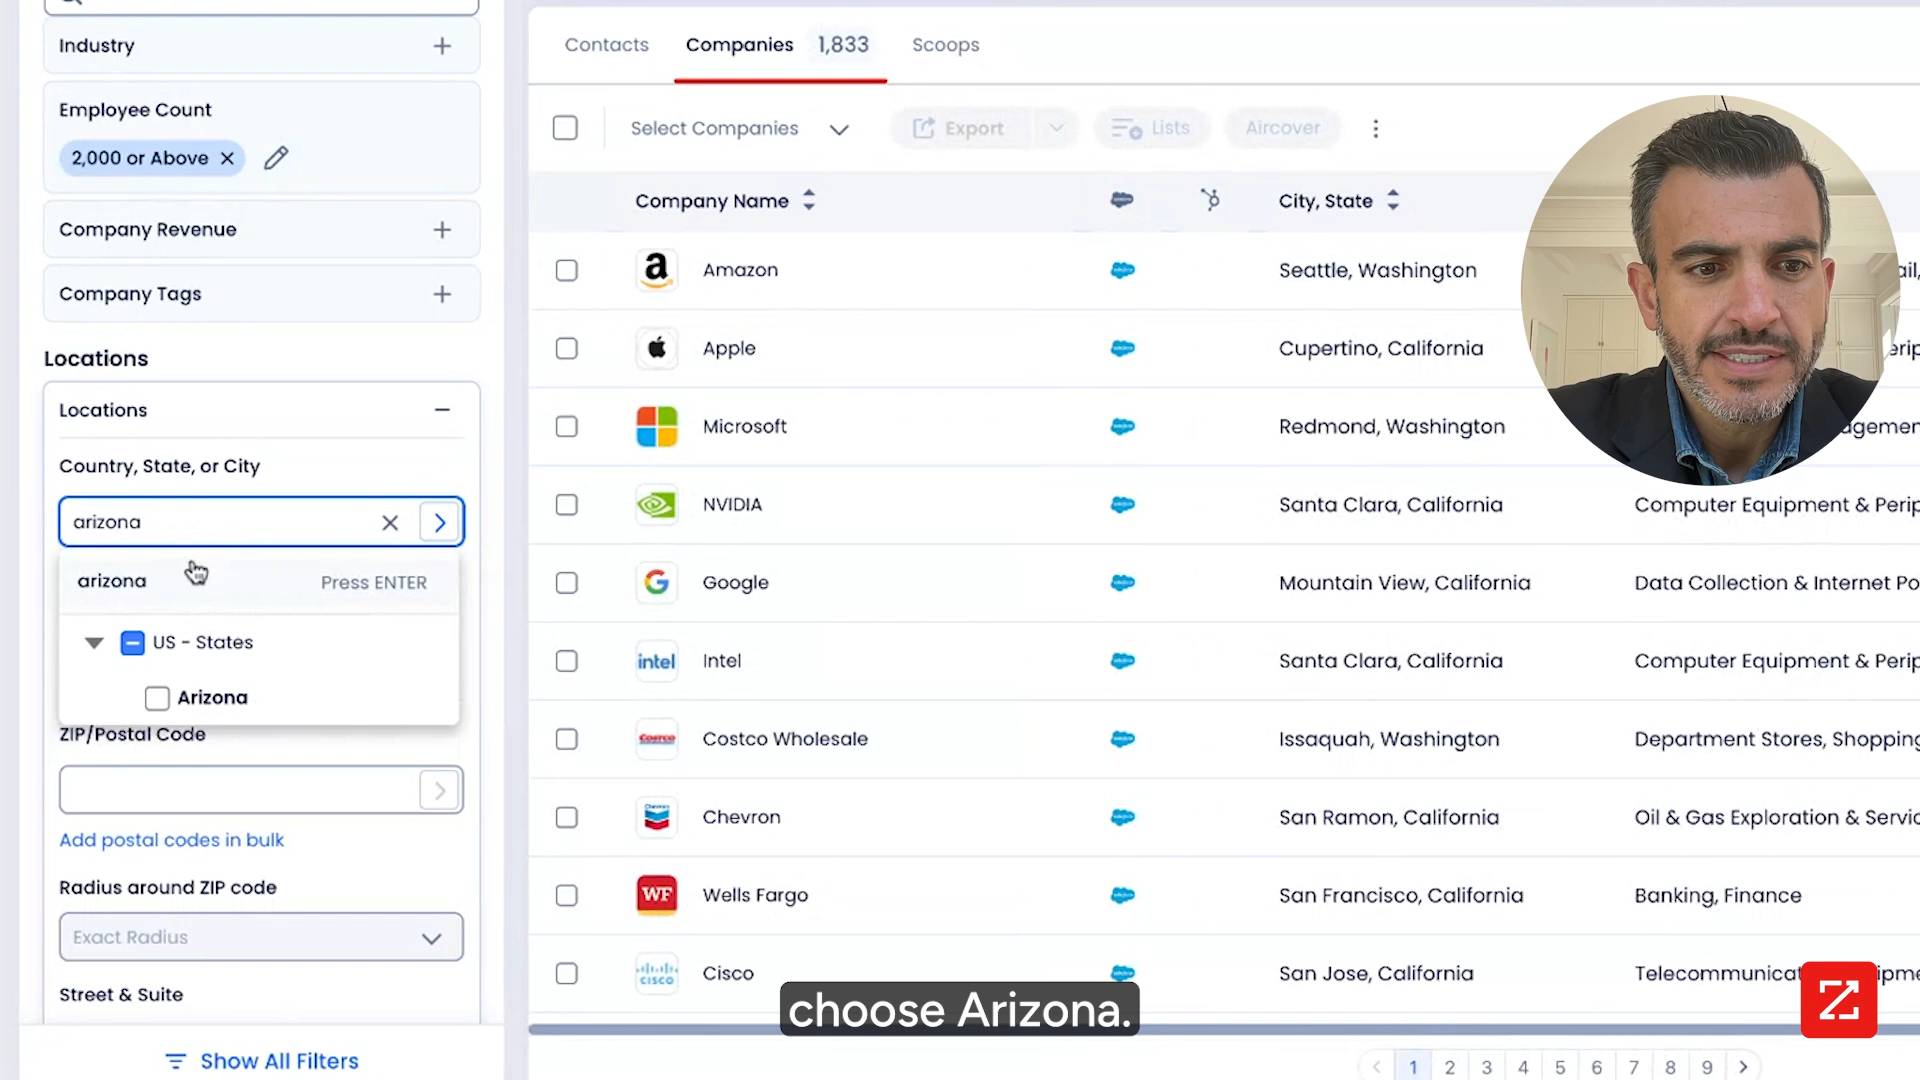 Industry
Employee Count
2,000 or Above
Company Revenue
Company Tags
Locations
Locations
Country, State, or City
arizona
arizona Press ENTER
US - States
Arizona
ZIP/Postal Code
Add postal codes in bulk
Radius around ZIP code
Exact Radius
Street & Suite
Show All Filters
Contacts Companies 1,833 Scoops
Select Companies Export Lists Aircover
Company Name City, State
Amazon Seattle, Washington
Apple Cupertino, California
Microsoft Redmond, Washington
NVIDIA Santa Clara, California Computer Equipment & Perip
Google Mountain View, California Data Collection & Internet Po
intel Intel Santa Clara, California Computer Equipment & Perip
Costco Costco Wholesale Issaquah, Washington Department Stores, Shopping
Chevron Chevron San Ramon, California Oil & Gas Exploration & Servic
WF Wells Fargo San Francisco, California Banking, Finance
cisco Cisco San Jose, California Telecommunicat
choose Arizona.
1 2 3 4 5 6 7 8 9